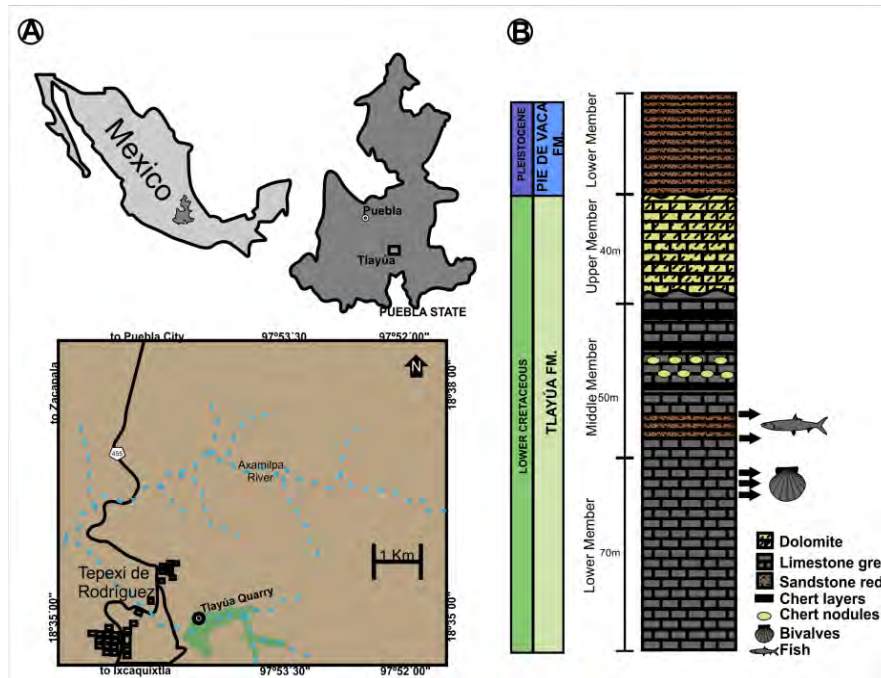 A
Mexico
Puebla
Tlayúa
PUEBLA STATE
to Puebla City
97°53´30
97°52´00"
to Zacapala
N
18°38´00"
455
Axamilpa
River
1 Km
Tepexi de
Rodríguez
Tlayúa Quarry
18°35´00"
18°35´00"
to Ixcaquixtla
97°53´30"
97°52´00"
B
PLEISTOCENE
PIE DE VACA
FM.
Lower Member
LOWER CRETACEOUS
TLAYÚA FM.
Upper Member
40m
Middle Member
50m
Lower Member
70m
Dolomite
Limestone gre
Sandstone red
Chert layers
Chert nodules
Bivalves
Fish